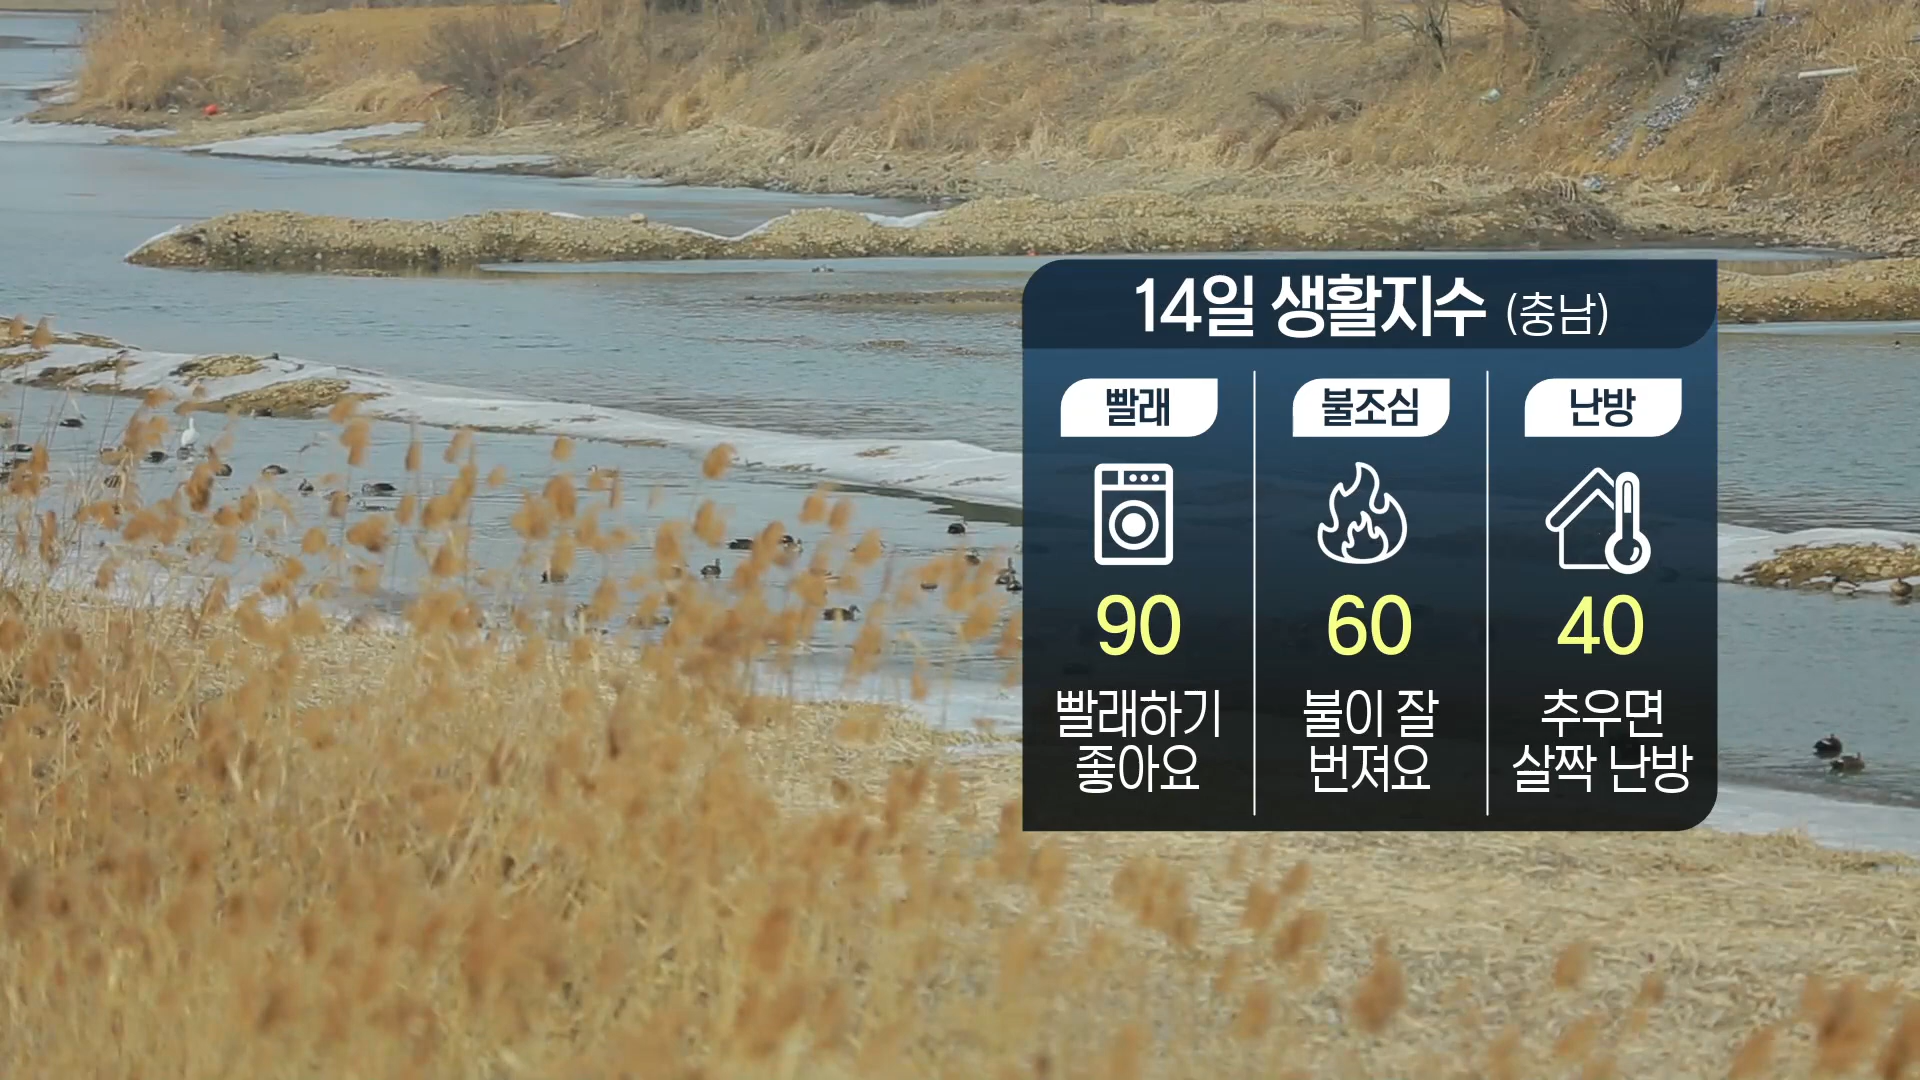 14일 생활지수 (충남)
빨래
90
빨래하기
좋아요
불조심
60
불이 잘
번져요
난방
40
추우면
살짝 난방